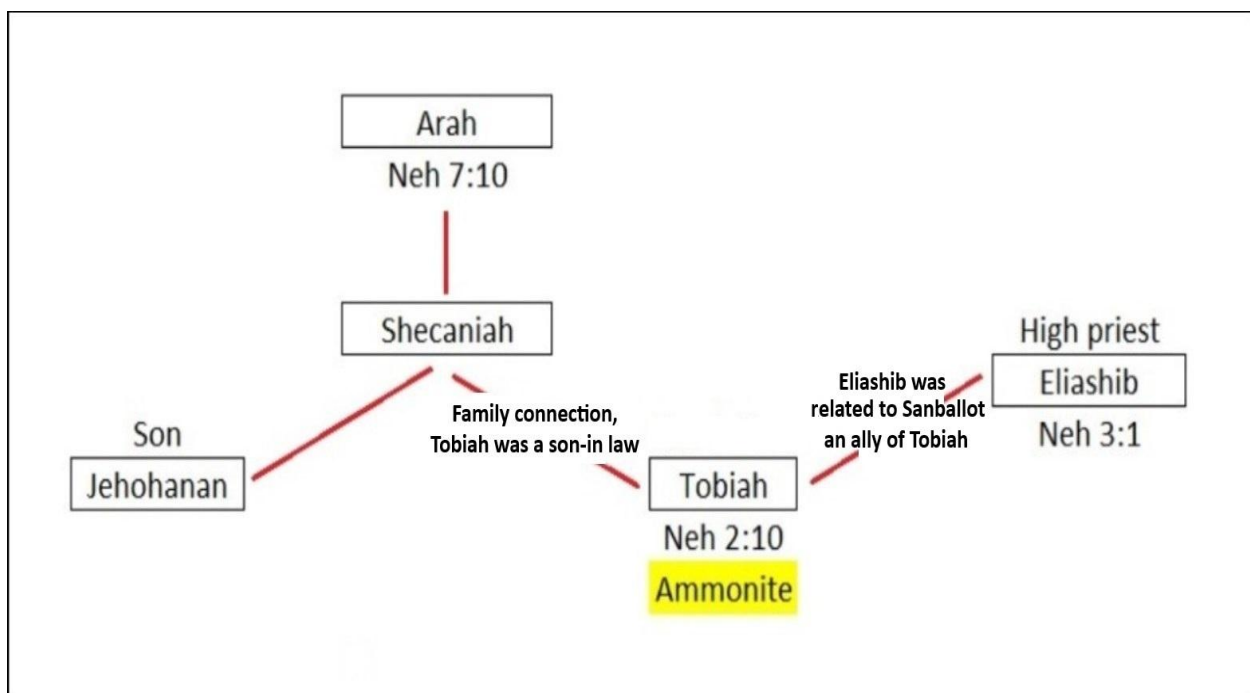 Arah
Neh 7:10
Shecaniah
High priest
Eliashib
Neh 3:1
Eliashib was
related to Sanballot
an ally of Tobiah
Family connection,
Tobiah was a son-in law
Son
Jehohanan
Tobiah
Neh 2:10
Ammonite